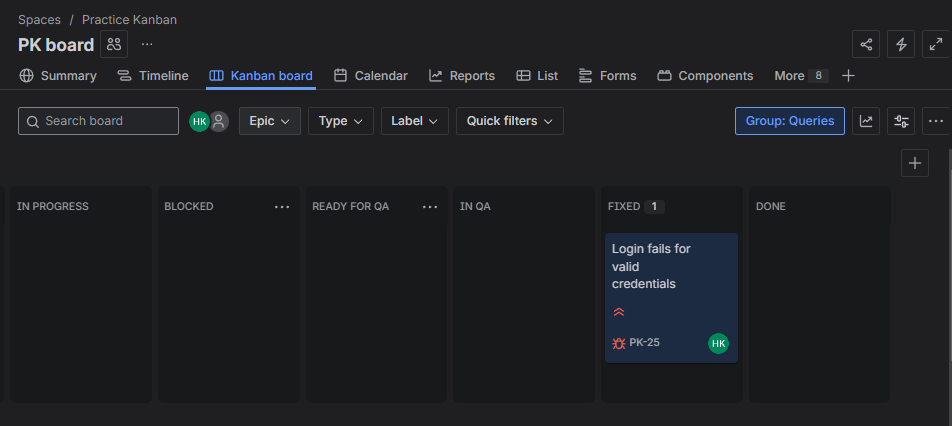 Spaces / Practice Kanban
PK board
Summary Timeline Kanban board Calendar Reports List Forms Components More 8
Search board HK Epic Type Label Quick filters Group: Queries
IN PROGRESS BLOCKED READY FOR QA IN QA FIXED 1 DONE
Login fails for
valid
credentials
PK-25 HK